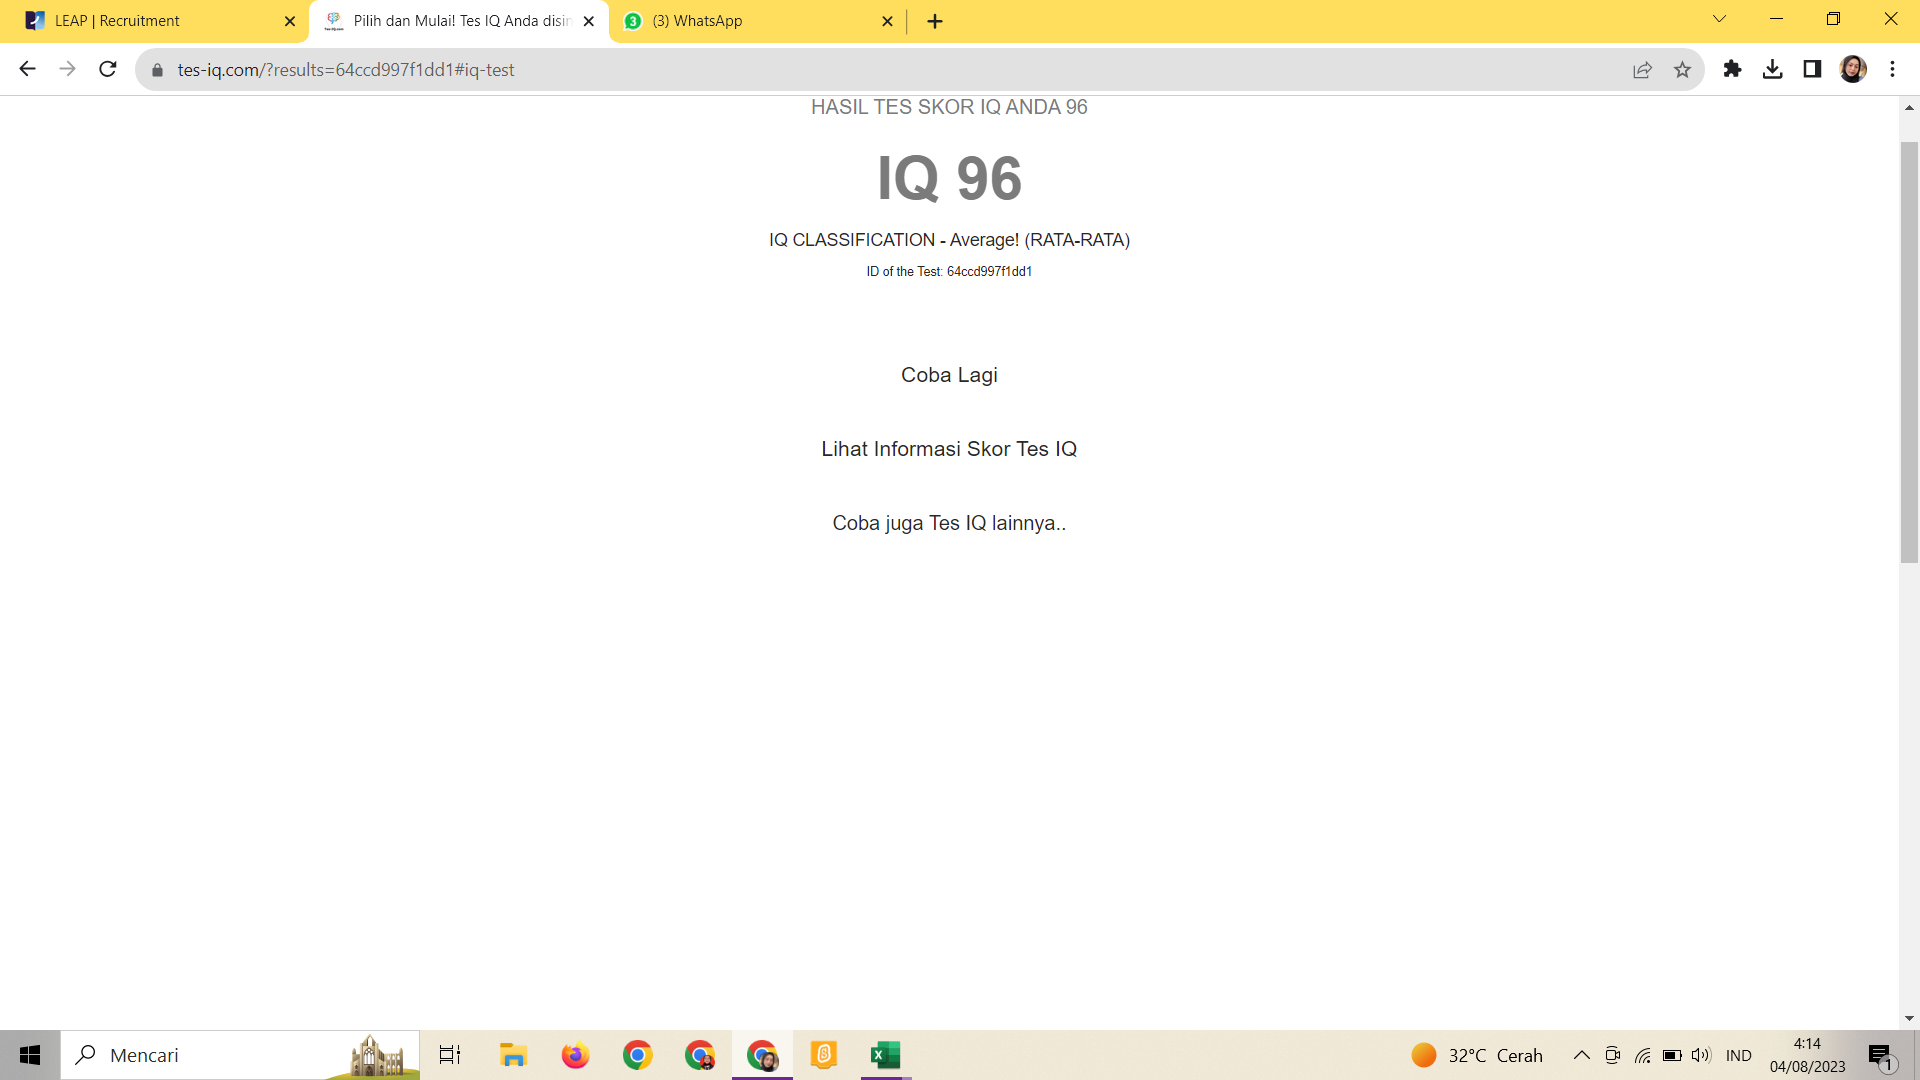 LEAP | Recruitment
Pilih dan Mulai! Tes IQ Anda disin
3
(3) WhatsApp
tes-iq.com/?results=64ccd997f1dd1#iq-test
HASIL TES SKOR IQ ANDA 96
IQ 96
IQ CLASSIFICATION - Average! (RATA-RATA)
ID of the Test: 64ccd997f1dd1
Coba Lagi
Lihat Informasi Skor Tes IQ
Coba juga Tes IQ lainnya..
Mencari
32°C Cerah
IND
4:14
04/08/2023
1